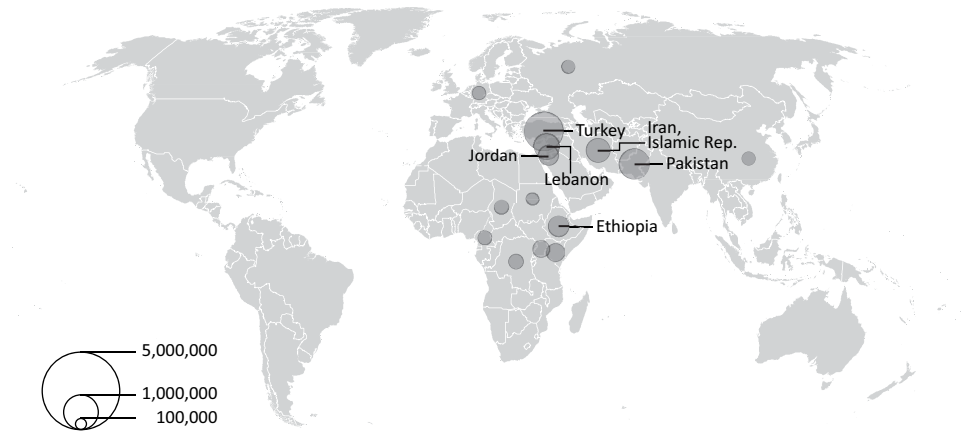 Turkey
Iran,
Islamic Rep.
Jordan
Pakistan
Lebanon
Ethiopia
5,000,000
1,000,000
100,000